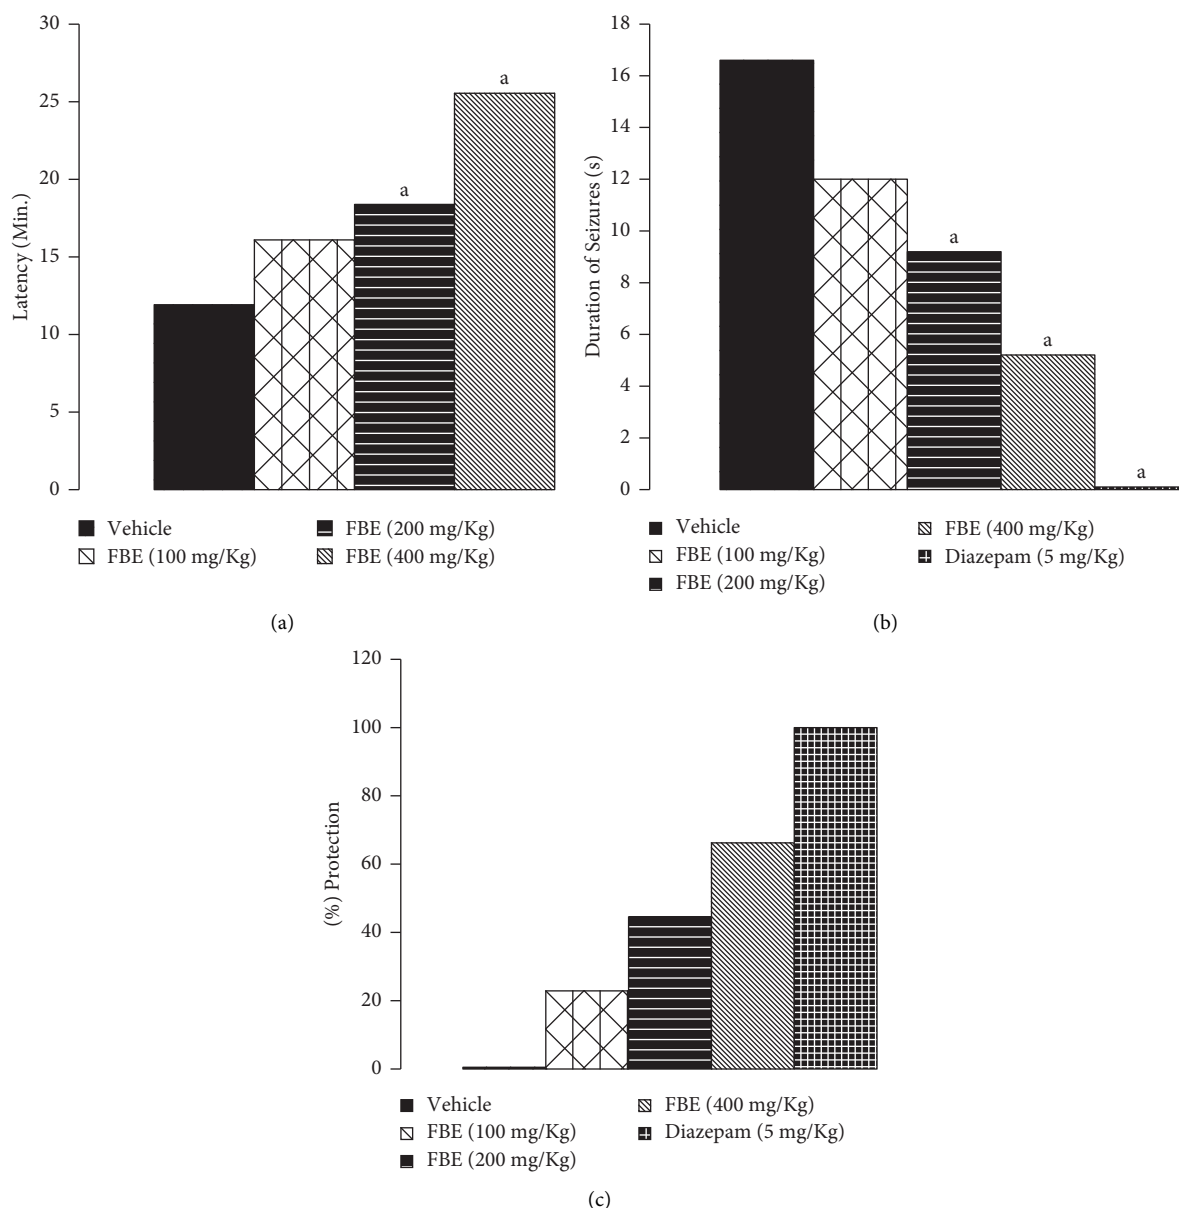 30
25
20
15
10
5
0
Latency (Min.)
a
a
Vehicle
FBE (100 mg/Kg)
FBE (200 mg/Kg)
FBE (400 mg/Kg)
(a)
18
16
14
12
10
8
6
4
2
0
Duration of Seizures (s)
a
a
a
Vehicle
FBE (100 mg/Kg)
FBE (200 mg/Kg)
FBE (400 mg/Kg)
Diazepam (5 mg/Kg)
(b)
120
100
80
60
40
20
0
(%) Protection
Vehicle
FBE (100 mg/Kg)
FBE (200 mg/Kg)
FBE (400 mg/Kg)
Diazepam (5 mg/Kg)
(c)